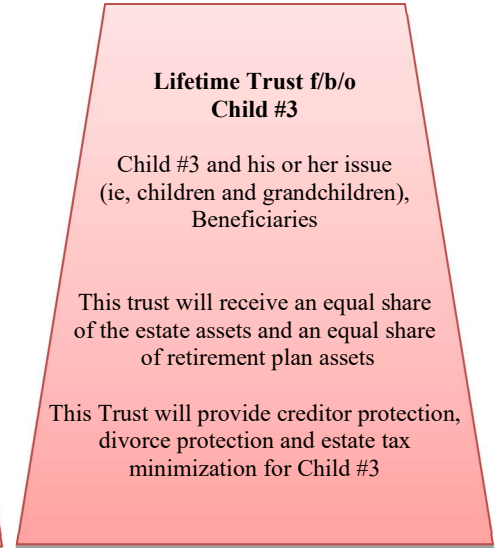 Lifetime Trust f/b/o
Child #3
Child #3 and his or her issue
(ie, children and grandchildren),
Beneficiaries
This trust will receive an equal share
of the estate assets and an equal share
of retirement plan assets
This Trust will provide creditor protection,
divorce protection and estate tax
minimization for Child #3